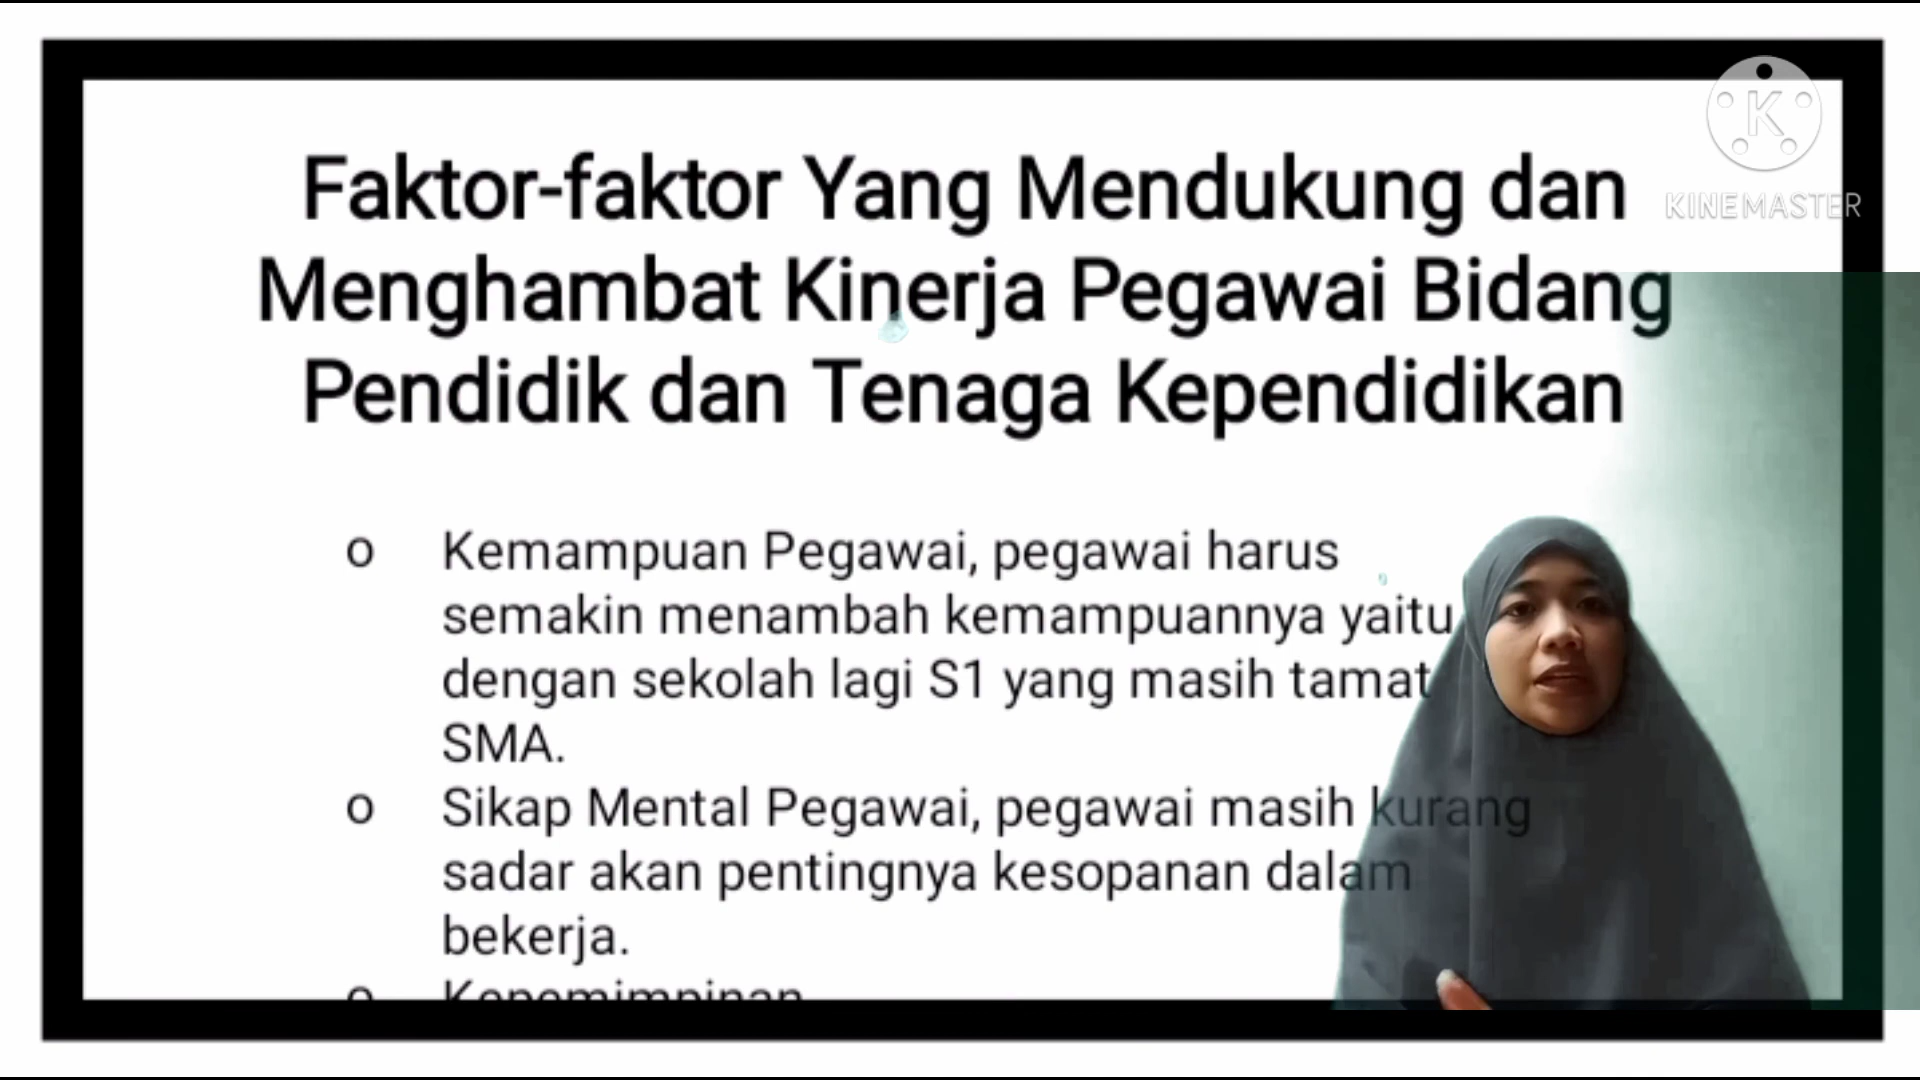 Faktor-faktor Yang Mendukung dan
Menghambat Kinerja Pegawai Bidang
Pendidik dan Tenaga Kependidikan
K
KINEMASTER
o Kemampuan Pegawai, pegawai harus
semakin menambah kemampuannya yaitu
dengan sekolah lagi S1 yang masih tamat
SMA.
o Sikap Mental Pegawai, pegawai masih kurang
sadar akan pentingnya kesopanan dalam
bekerja.
o Kepemimpinan